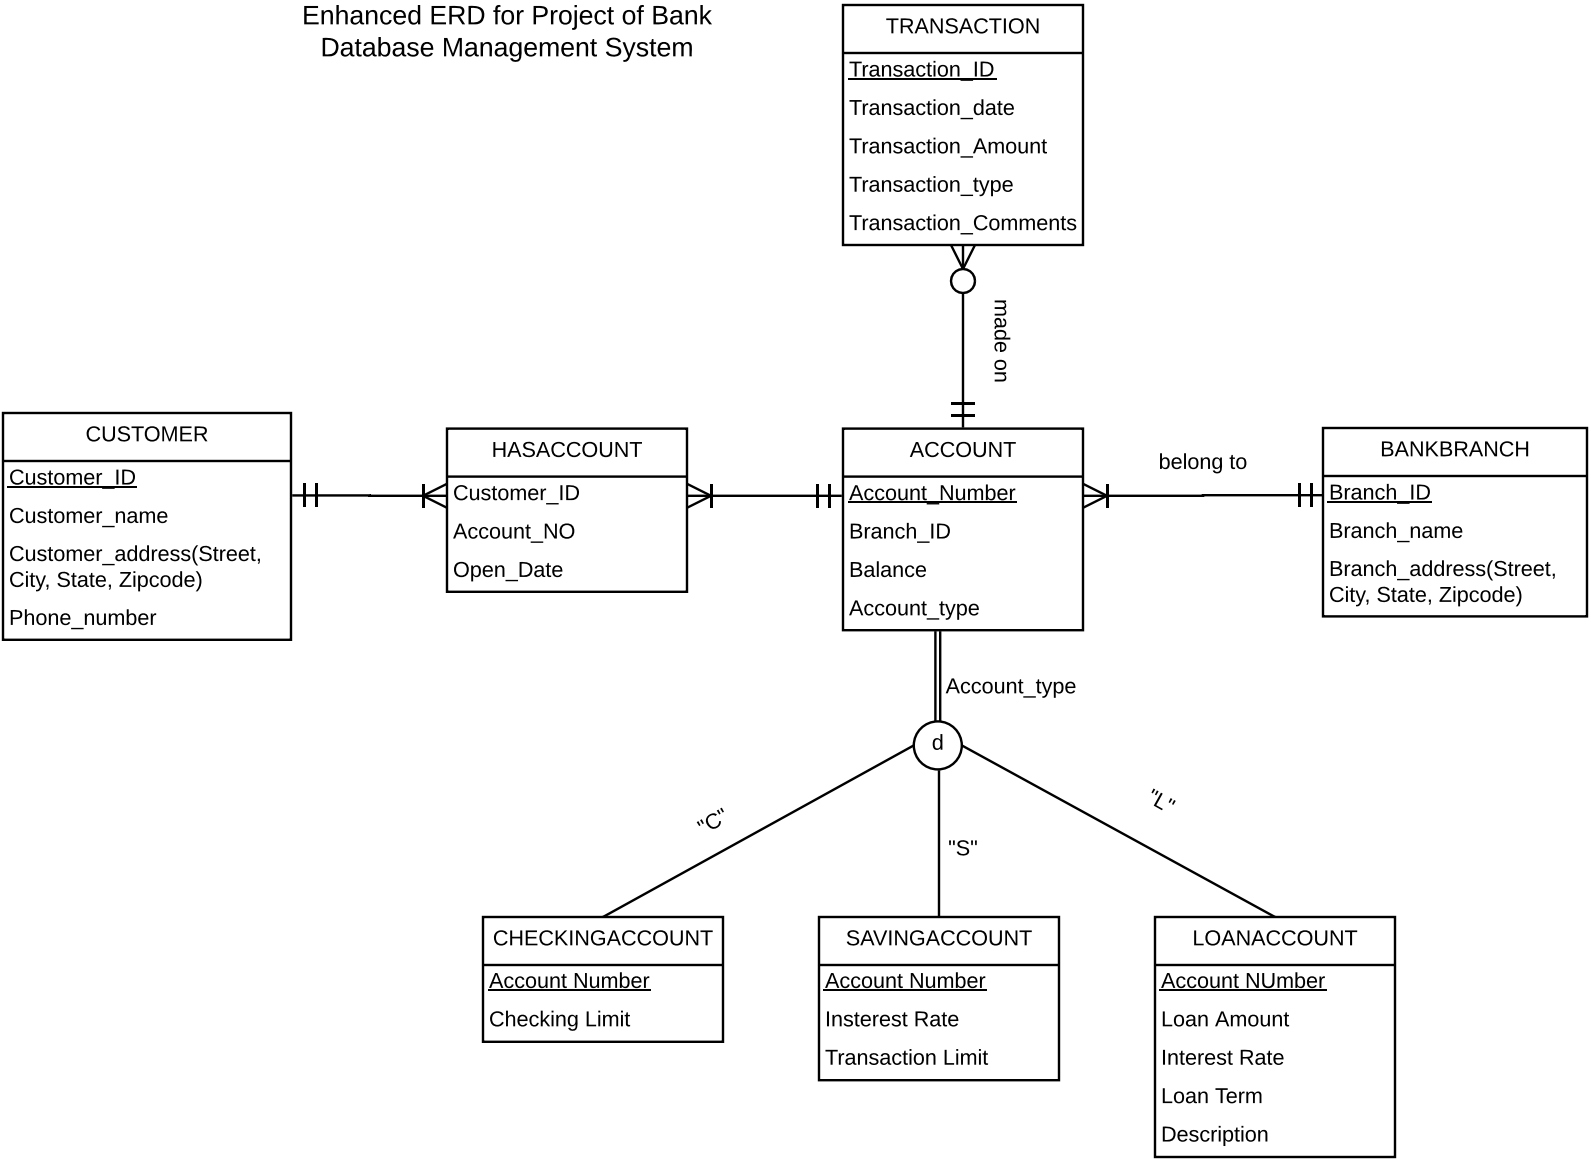 Enhanced ERD for Project of Bank
Database Management System
TRANSACTION
Transaction_ID
Transaction_date
Transaction_Amount
Transaction_type
Transaction_Comments
made on
CUSTOMER
Customer_ID
Customer_name
Customer_address(Street,
City, State, Zipcode)
Phone_number
HASACCOUNT
Customer_ID
Account_NO
Open_Date
ACCOUNT
Account_Number
Branch_ID
Balance
Account_type
belong to
BANKBRANCH
Branch_ID
Branch_name
Branch_address(Street,
City, State, Zipcode)
Account_type
d
"C"
"S"
"L"
CHECKINGACCOUNT
Account Number
Checking Limit
SAVINGACCOUNT
Account Number
Insterest Rate
Transaction Limit
LOANACCOUNT
Account NUmber
Loan Amount
Interest Rate
Loan Term
Description